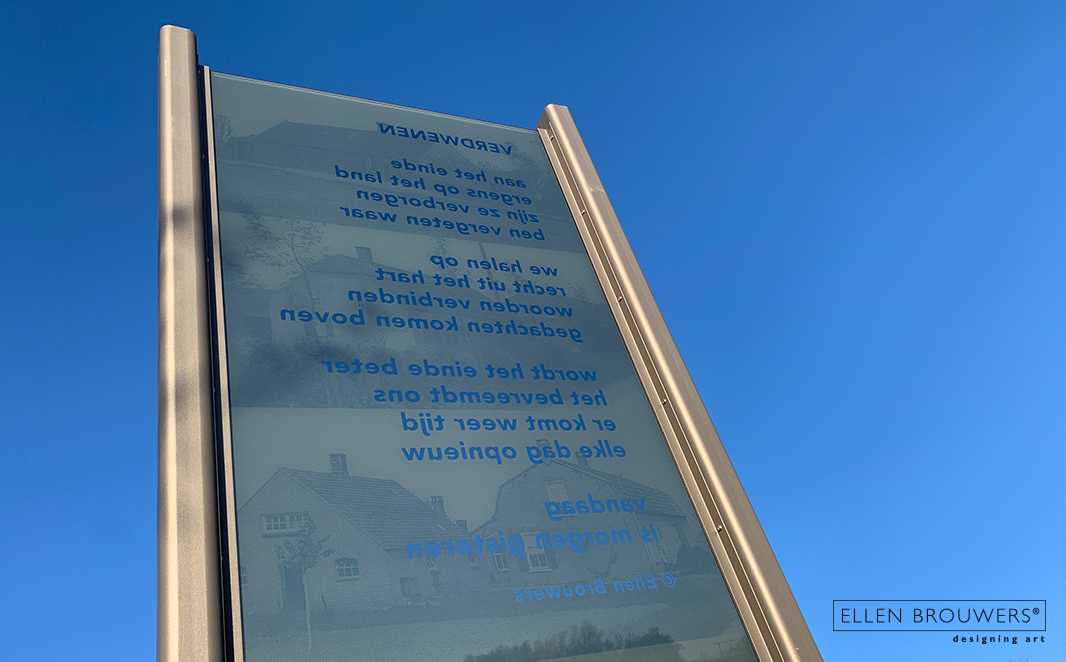 VERDWENEN
aan het einde
ergens op het land
zijn ze verborgen
ben vergeten waar
we halen op
recht uit het hart
woorden verbinden
gedachten komen boven
wordt het einde beter
het bevreemdt ons
er komt weer tijd
elke dag opnieuw
vandaag
is morgen gisteren
© Ellen Brouwers
ELLEN BROUWERS®
designing art